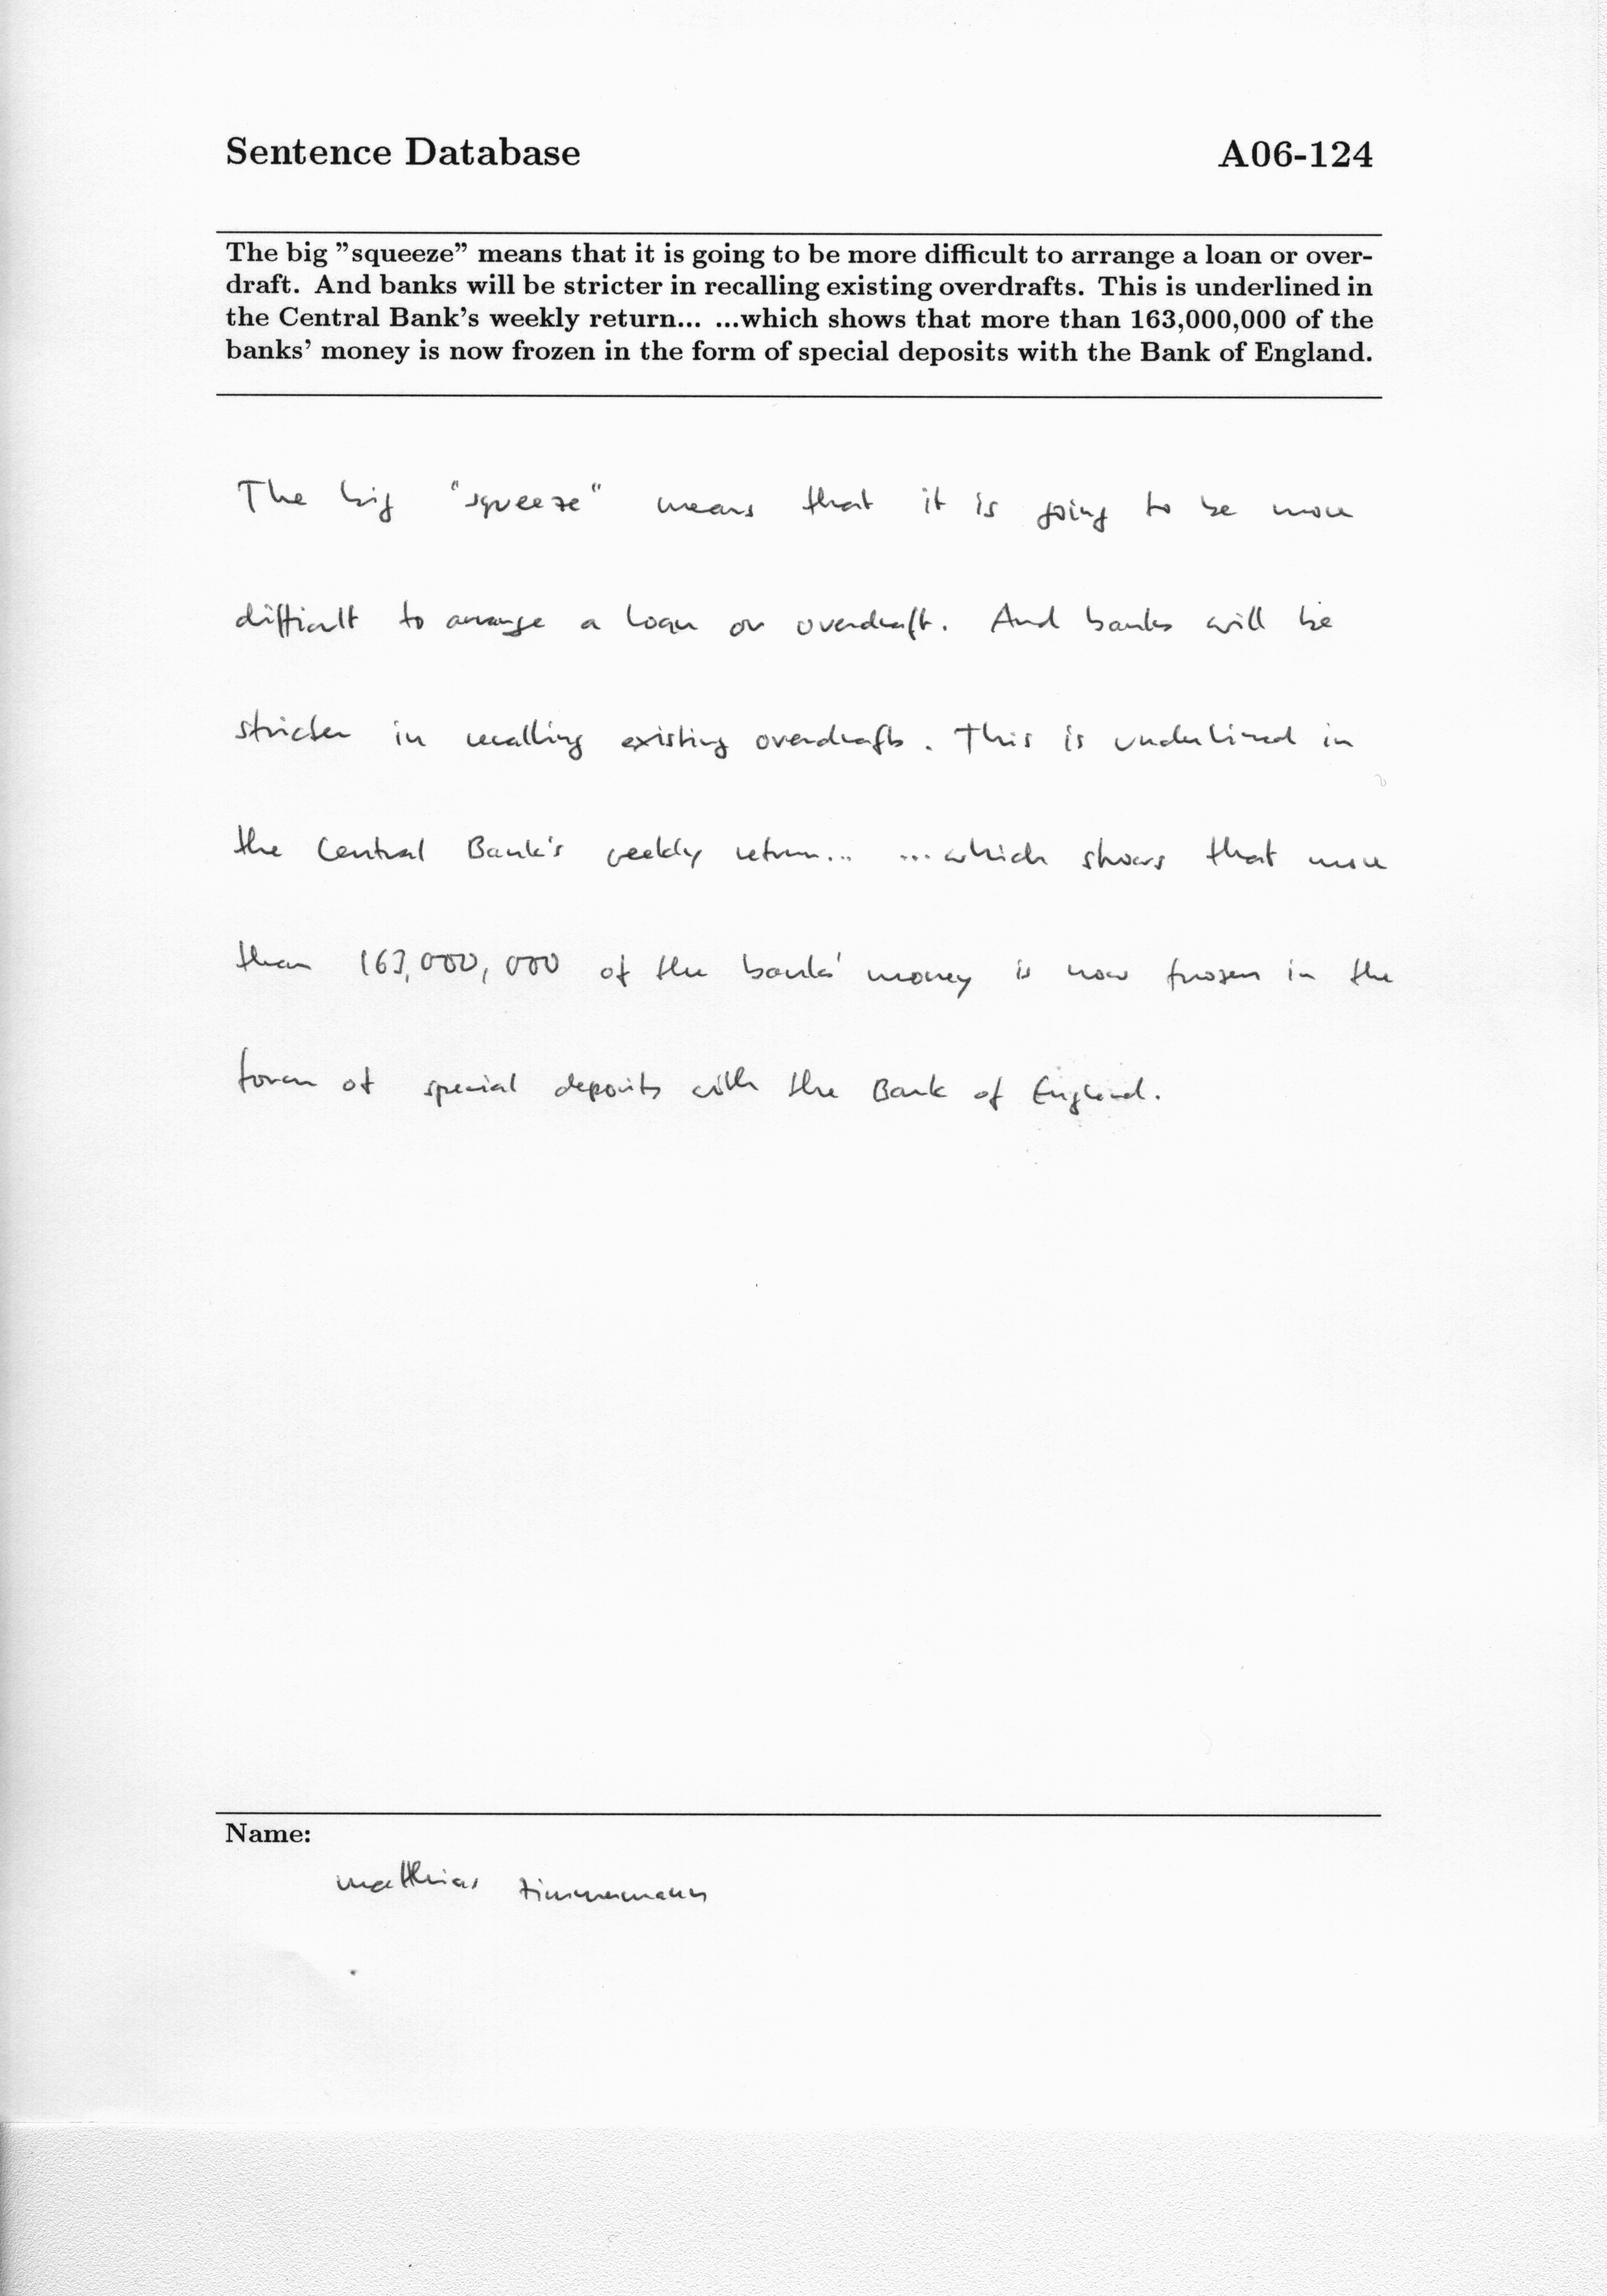 Sentence Database A06-124
The big ”squeeze” means that it is going to be more difficult to arrange a loan or over-
draft. And banks will be stricter in recalling existing overdrafts. This is underlined in
the Central Bank’s weekly return... ...which shows that more than 163,000,000 of the
banks’ money is now frozen in the form of special deposits with the Bank of England.
The big "squeeze" means that it is going to be more
difficult to arrange a loan or overdraft. And banks will be
stricter in recalling existing overdrafts. This is underlined in
the Central Bank's weekly return... ...which shows that more
than 163,000,000 of the banks' money is now frozen in the
form of special deposits with the Bank of England.
Name:
Matthias Zimmermann